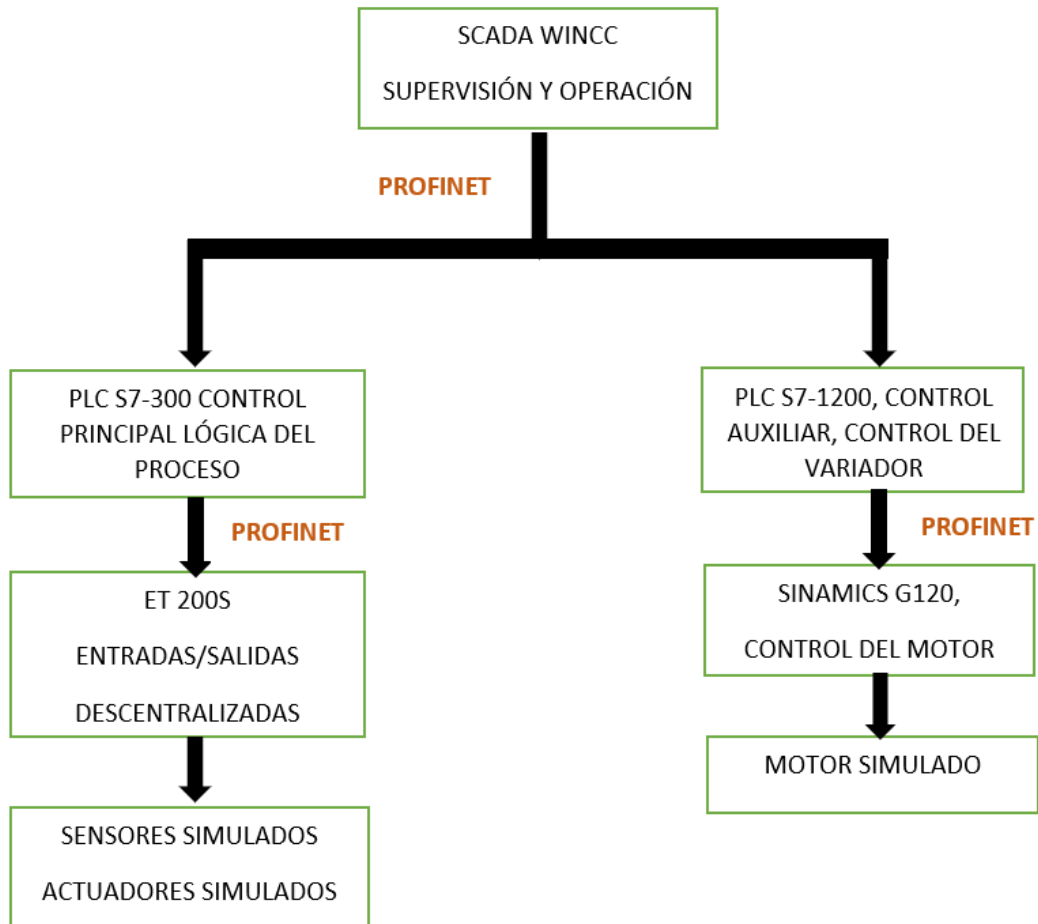 SCADA WINCC
SUPERVISIÓN Y OPERACIÓN
PROFINET
PLC S7-300 CONTROL
PRINCIPAL LÓGICA DEL
PROCESO
PLC S7-1200, CONTROL
AUXILIAR, CONTROL DEL
VARIADOR
PROFINET
PROFINET
ET 200S
ENTRADAS/SALIDAS
DESCENTRALIZADAS
SINAMICS G120,
CONTROL DEL MOTOR
MOTOR SIMULADO
SENSORES SIMULADOS
ACTUADORES SIMULADOS